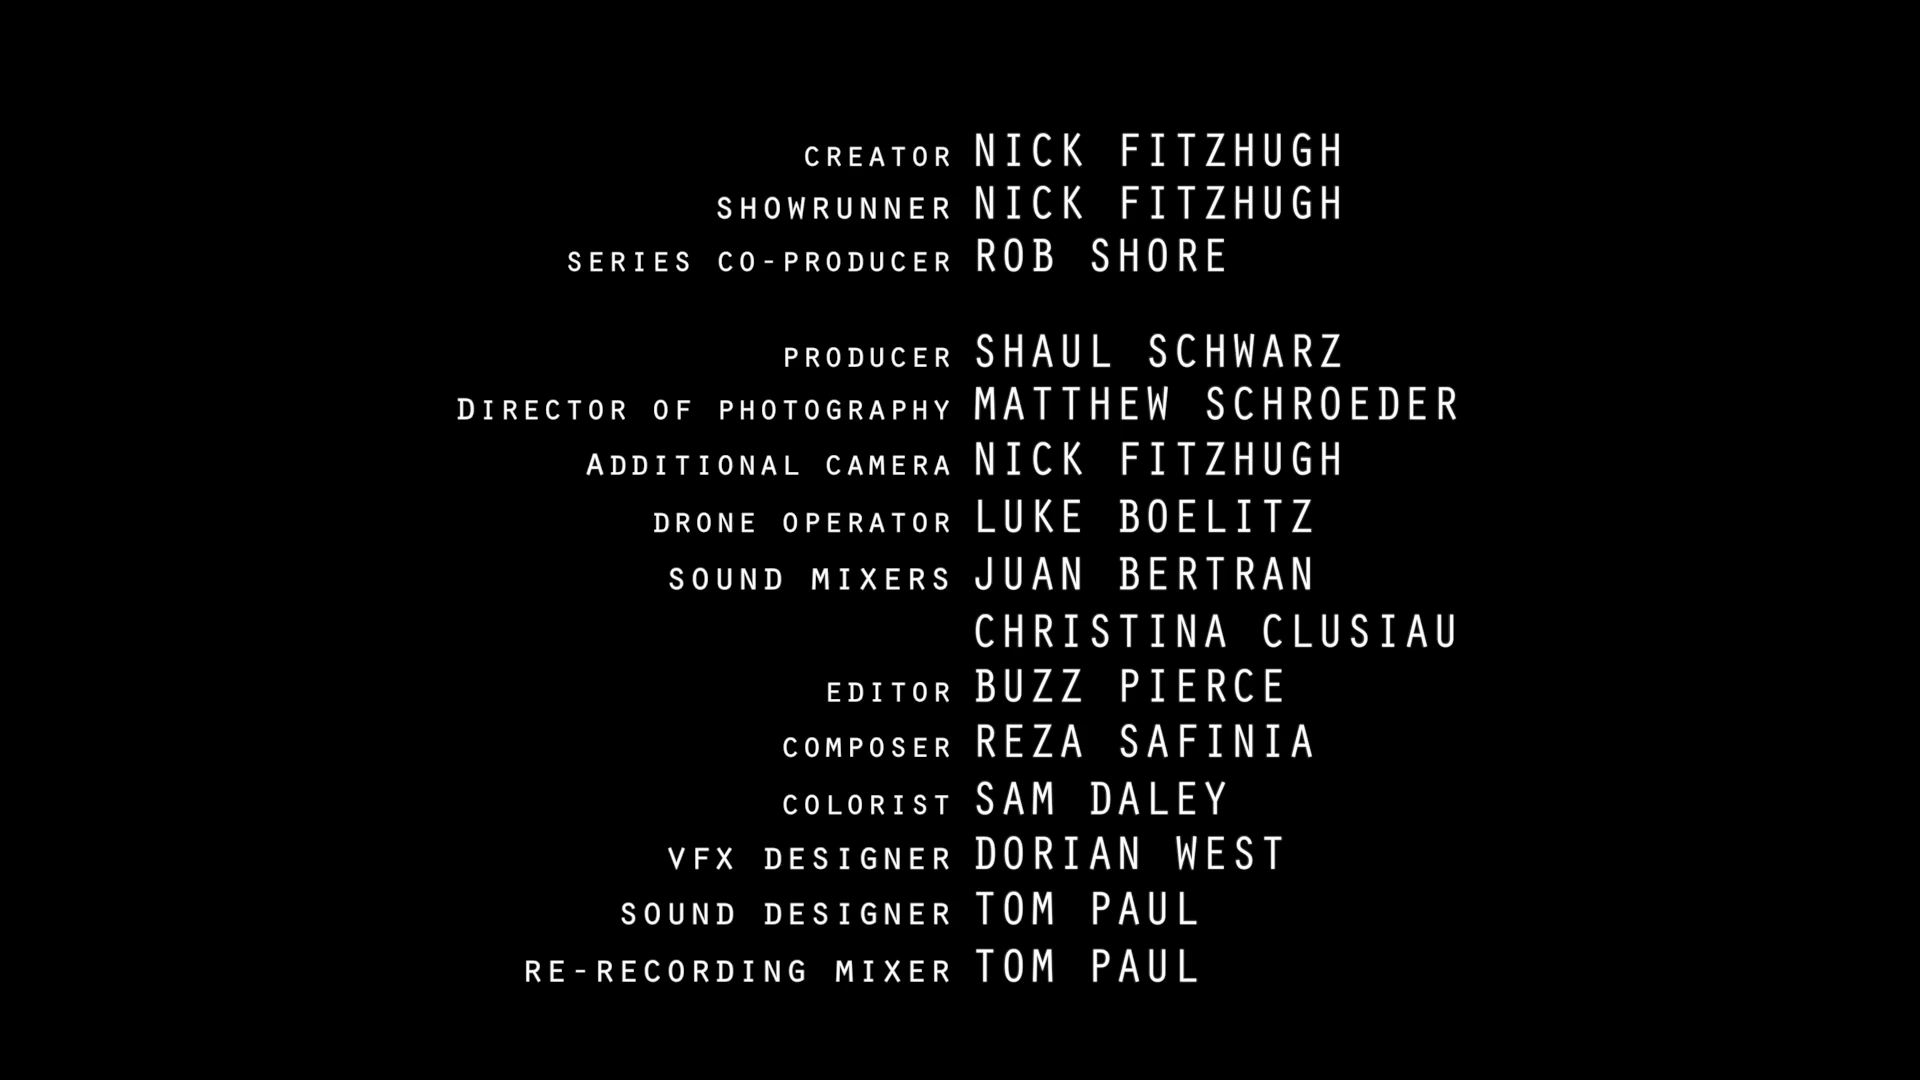 CREATOR NICK FITZHUGH
SHOWRUNNER NICK FITZHUGH
SERIES CO-PRODUCER ROB SHORE
PRODUCER SHAUL SCHWARZ
DIRECTOR OF PHOTOGRAPHY MATTHEW SCHROEDER
ADDITIONAL CAMERA NICK FITZHUGH
DRONE OPERATOR LUKE BOELITZ
SOUND MIXERS JUAN BERTRAN
CHRISTINA CLUSIAU
EDITOR BUZZ PIERCE
COMPOSER REZA SAFINIA
COLORIST SAM DALEY
VFX DESIGNER DORIAN WEST
SOUND DESIGNER TOM PAUL
RE-RECORDING MIXER TOM PAUL